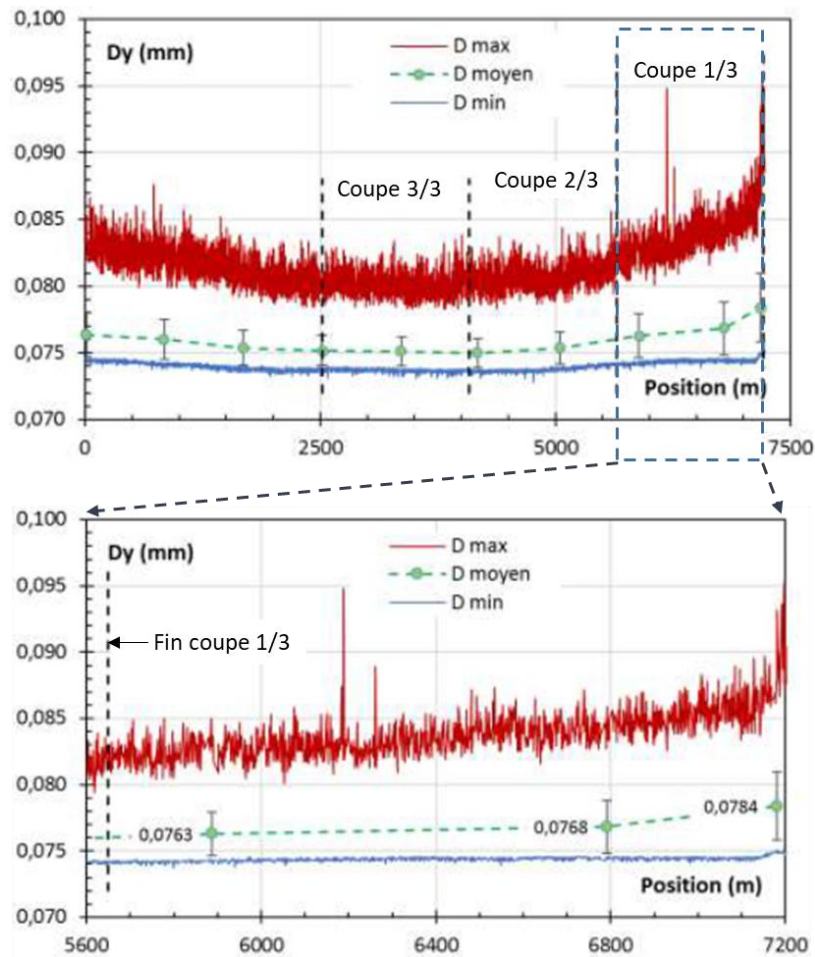 0,100
Dy (mm)
D max
D moyen
D min
Coupe 1/3
0,095
0,090
Coupe 3/3
Coupe 2/3
0,085
0,080
0,075
Position (m)
0,070
0
2500
5000
7500
0,100
Dy (mm)
D max
D moyen
D min
0,095
Fin coupe 1/3
0,090
0,085
0,080
0,0763
0,0768
0,0784
0,075
Position (m)
0,070
5600
6000
6400
6800
7200